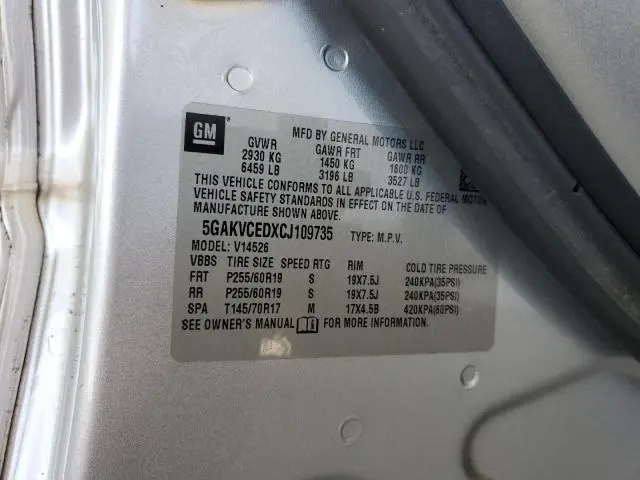 GM
MFD BY GENERAL MOTORS LLC
GVWR GAWR FRT GAWR RR
2930 KG 1450 KG 1600 KG
6459 LB 3196 LB 3527 LB
THIS VEHICLE CONFORMS TO ALL APPLICABLE U.S. FEDERAL MOTOR
VEHICLE SAFETY STANDARDS IN EFFECT ON THE DATE OF MANUFACTURE
SHOWN ABOVE.
5GAKVCEDXCJ109735 TYPE: M.P.V.
MODEL: V14526
VBBS TIRE SIZE SPEED RTG RIM COLD TIRE PRESSURE
FRT P255/60R19 S 19X7.5J 240KPA(35PSI)
RR P255/60R19 S 19X7.5J 240KPA(35PSI)
SPA T145/70R17 M 17X4.5B 420KPA(60PSI)
SEE OWNER'S MANUAL FOR MORE INFORMATION.